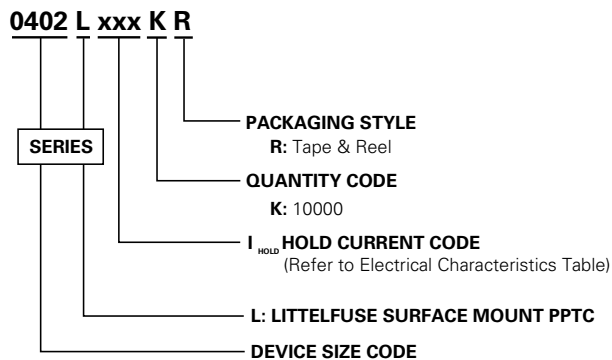 0402 L xxx K R
PACKAGING STYLE
R: Tape & Reel
SERIES
QUANTITY CODE
K: 10000
I HOLD HOLD CURRENT CODE
(Refer to Electrical Characteristics Table)
L: LITTELFUSE SURFACE MOUNT PPTC
DEVICE SIZE CODE